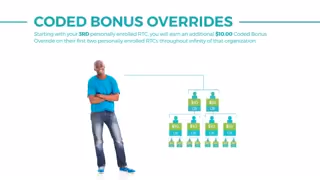 CODED BONUS OVERRIDES
Starting with your 3RD personally enrolled RTC, you will earn an additional $10.00 Coded Bonus
Override on their first two personally enrolled RTCs throughout infinity of that organization